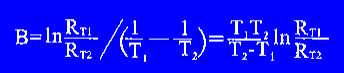 B=ln R_T1/R_T2 / (1/T_1 - 1/T_2) = T_1T_2/T_2-T_1 ln R_T1/R_T2